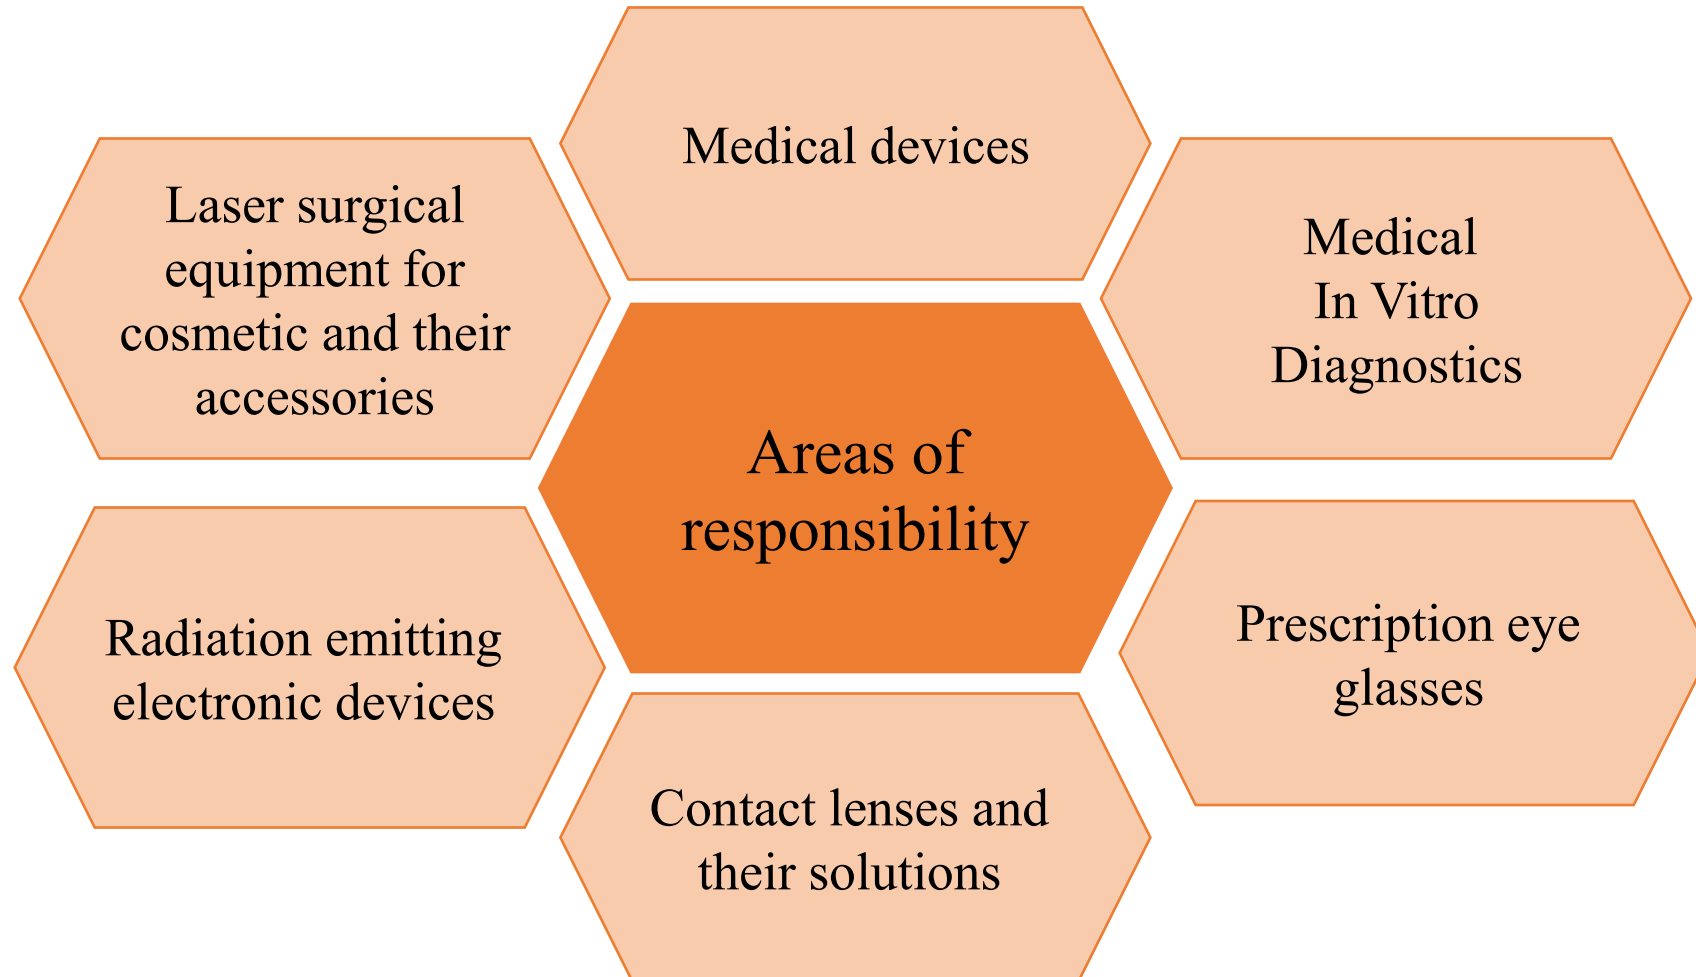 Medical devices
Laser surgical
equipment for
cosmetic and their
accessories
Medical
In Vitro
Diagnostics
Areas of
responsibility
Radiation emitting
electronic devices
Prescription eye
glasses
Contact lenses and
their solutions